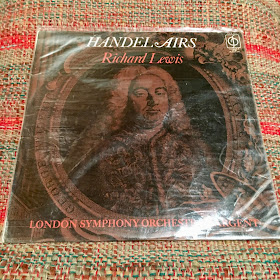 HANDEL AIRS
Richard Lewis
LONDON SYMPHONY ORCHESTRA